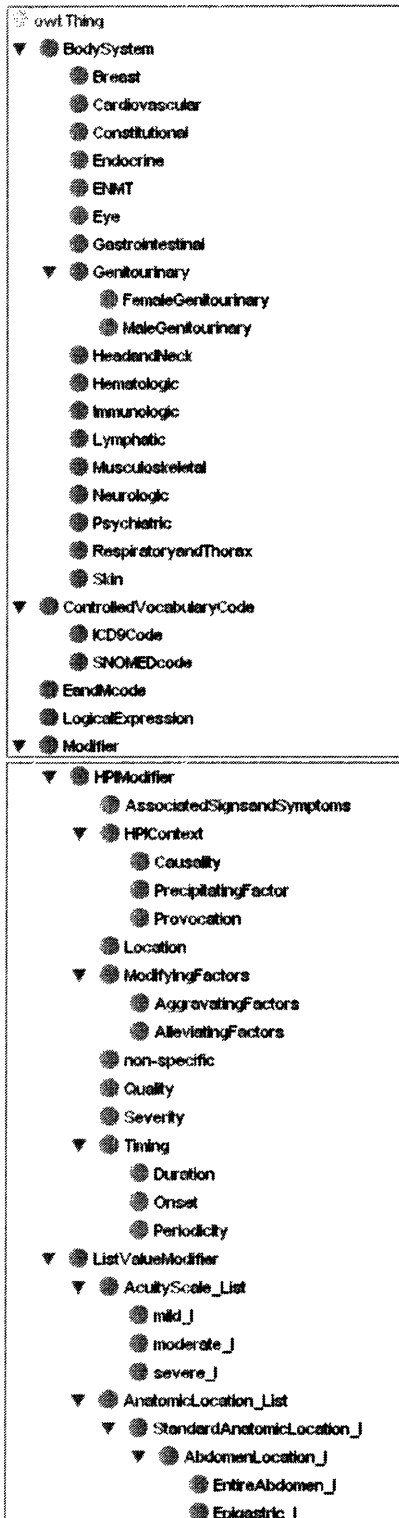 owl:Thing
BodySystem
Breast
Cardiovascular
Constitutional
Endocrine
ENMT
Eye
Gastrointestinal
Genitourinary
FemaleGenitourinary
MaleGenitourinary
HeadandNeck
Hematologic
Immunologic
Lymphatic
Musculoskeletal
Neurologic
Psychiatric
RespiratoryandThorax
Skin
ControlledVocabularyCode
ICD9Code
SNOMEDcode
EandMcode
LogicalExpression
Modifier
HPIModifier
AssociatedSignsandSymptoms
HPIContext
Causality
PrecipitatingFactor
Provocation
Location
ModifyingFactors
AggravatingFactors
AlleviatingFactors
non-specific
Quality
Severity
Timing
Duration
Onset
Periodicity
ListValueModifier
AcuityScale_List
mild_l
moderate_l
severe_l
AnatomicLocation_List
StandardAnatomicLocation_l
AbdomenLocation_l
EntireAbdomen_l
Epigastric_l